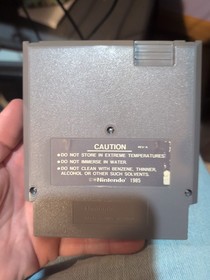 CAUTION
•DO NOT STORE IN EXTREME TEMPERATURES.
•DO NOT IMMERSE IN WATER.
•DO NOT CLEAN WITH BENZENE, THINNER,
ALCOHOL OR OTHER SUCH SOLVENTS.
©Nintendo 1985